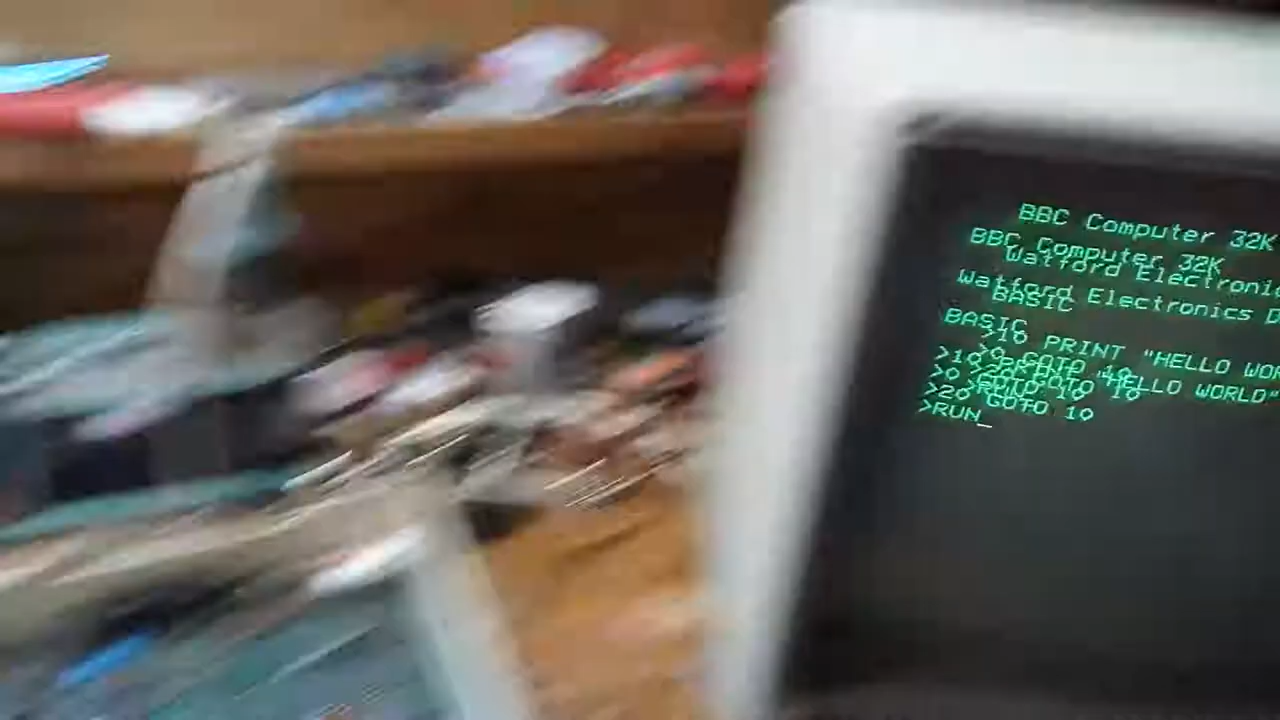 BBC Computer 32K
Watford Electronics D
BASIC
>10 PRINT "HELLO WORLD"
>20 GOTO 10
>RUN_